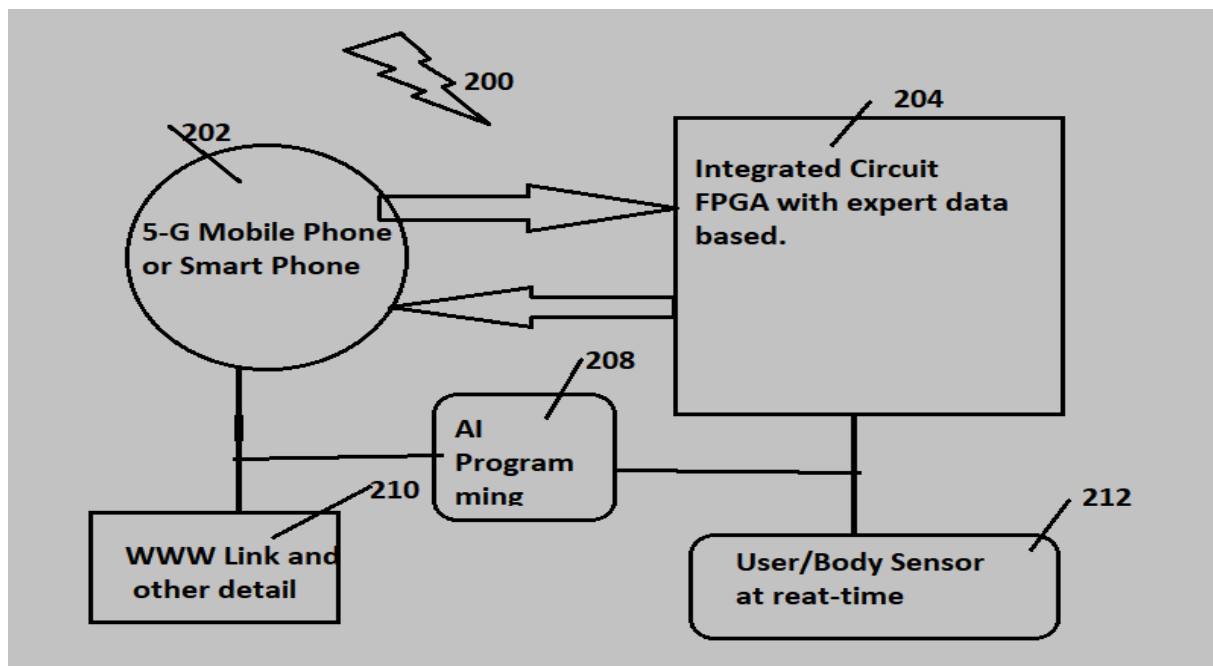 200
202
204
5-G Mobile Phone
or Smart Phone
Integrated Circuit
FPGA with expert data
based.
208
AI
Program
ming
210
WWW Link and
other detail
212
User/Body Sensor
at reat-time